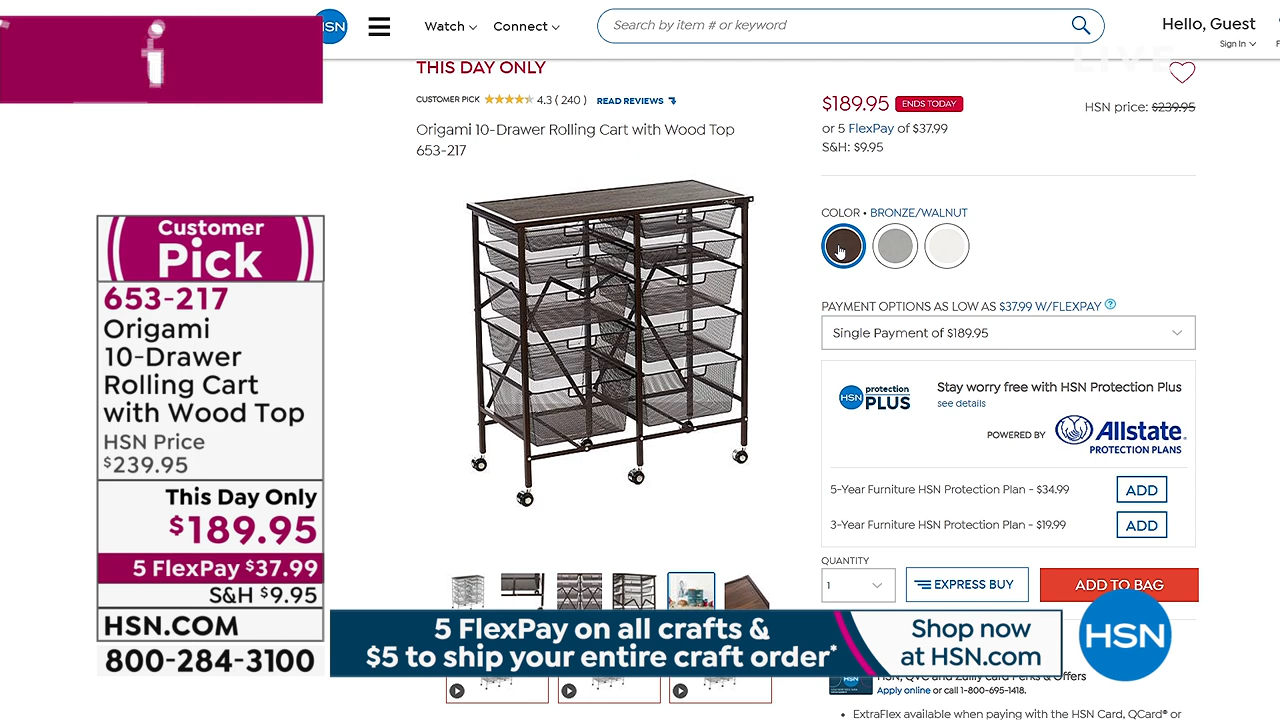 i
HSN
Watch
Connect
Search by item # or keyword
Hello, Guest
Sign In
LIVE
THIS DAY ONLY
CUSTOMER PICK 4.3 ( 240 ) READ REVIEWS
Origami 10-Drawer Rolling Cart with Wood Top
653-217
$189.95 ENDS TODAY
HSN price: $239.95
or 5 FlexPay of $37.99
S&H: $9.95
COLOR • BRONZE/WALNUT
PAYMENT OPTIONS AS LOW AS $37.99 W/FLEXPAY ?
Single Payment of $189.95
HSN protection PLUS
Stay worry free with HSN Protection Plus
see details
POWERED BY Allstate.
PROTECTION PLANS
5-Year Furniture HSN Protection Plan - $34.99 ADD
3-Year Furniture HSN Protection Plan - $19.99 ADD
QUANTITY
1
EXPRESS BUY
ADD TO BAG
HSN, QVC and Zulily Card Perks & Offers
Apply online or call 1-800-695-1418.
• ExtraFlex available when paying with the HSN Card, QCard® or
Customer
Pick
653-217
Origami
10-Drawer
Rolling Cart
with Wood Top
HSN Price
$239.95
This Day Only
$189.95
5 FlexPay $37.99
S&H $9.95
HSN.COM
800-284-3100
5 FlexPay on all crafts &
$5 to ship your entire craft order*
Shop now
at HSN.com
HSN